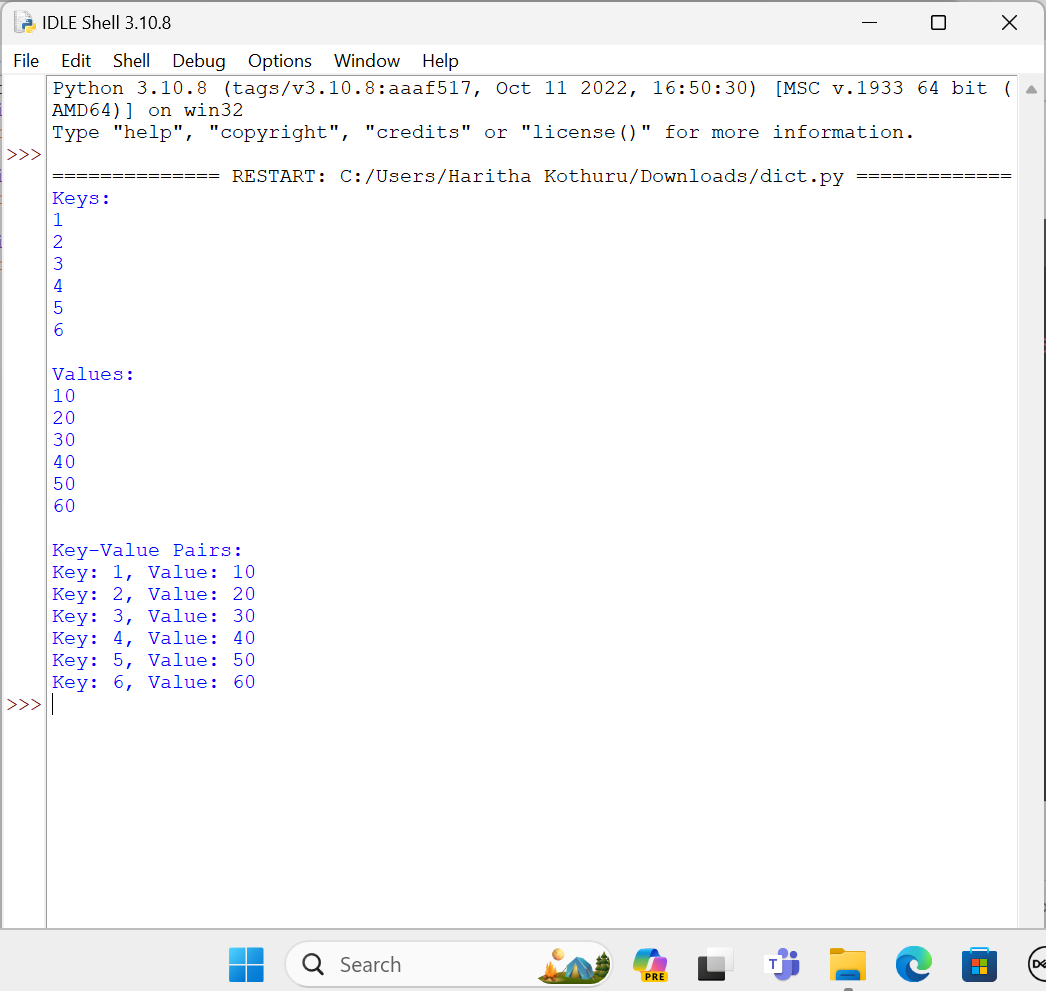 IDLE Shell 3.10.8
File Edit Shell Debug Options Window Help
Python 3.10.8 (tags/v3.10.8:aaaf517, Oct 11 2022, 16:50:30) [MSC v.1933 64 bit (
AMD64)] on win32
Type "help", "copyright", "credits" or "license()" for more information.
>>>
============== RESTART: C:/Users/Haritha Kothuru/Downloads/dict.py =============
Keys:
1
2
3
4
5
6
Values:
10
20
30
40
50
60
Key-Value Pairs:
Key: 1, Value: 10
Key: 2, Value: 20
Key: 3, Value: 30
Key: 4, Value: 40
Key: 5, Value: 50
Key: 6, Value: 60
>>>
Search
PRE
T